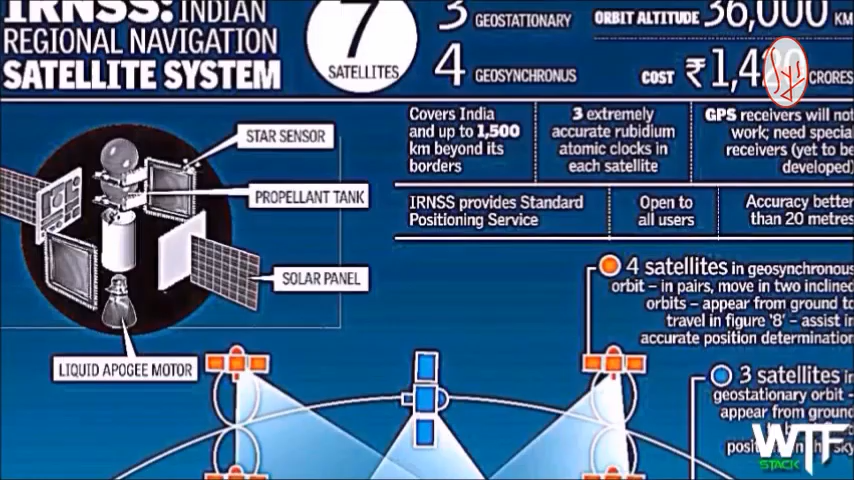 IRNSS: INDIAN
REGIONAL NAVIGATION
SATELLITE SYSTEM
7
SATELLITES
3 GEOSTATIONARY
4 GEOSYNCHRONUS
ORBIT ALTITUDE 36,000 KM
COST ₹1,4 CRORES
Covers India
and up to 1,500
km beyond its
borders
3 extremely
accurate rubidium
atomic clocks in
each satellite
GPS receivers will not
work; need special
receivers (yet to be
developed)
IRNSS provides Standard
Positioning Service
Open to
all users
Accuracy better
than 20 metres
STAR SENSOR
PROPELLANT TANK
SOLAR PANEL
LIQUID APOGEE MOTOR
4 satellites in geosynchronous
orbit – in pairs, move in two inclined
orbits – appear from ground to
travel in figure '8' – assist in
accurate position determination
3 satellites in
geostationary orbit -
appear from ground
WTF
STACK